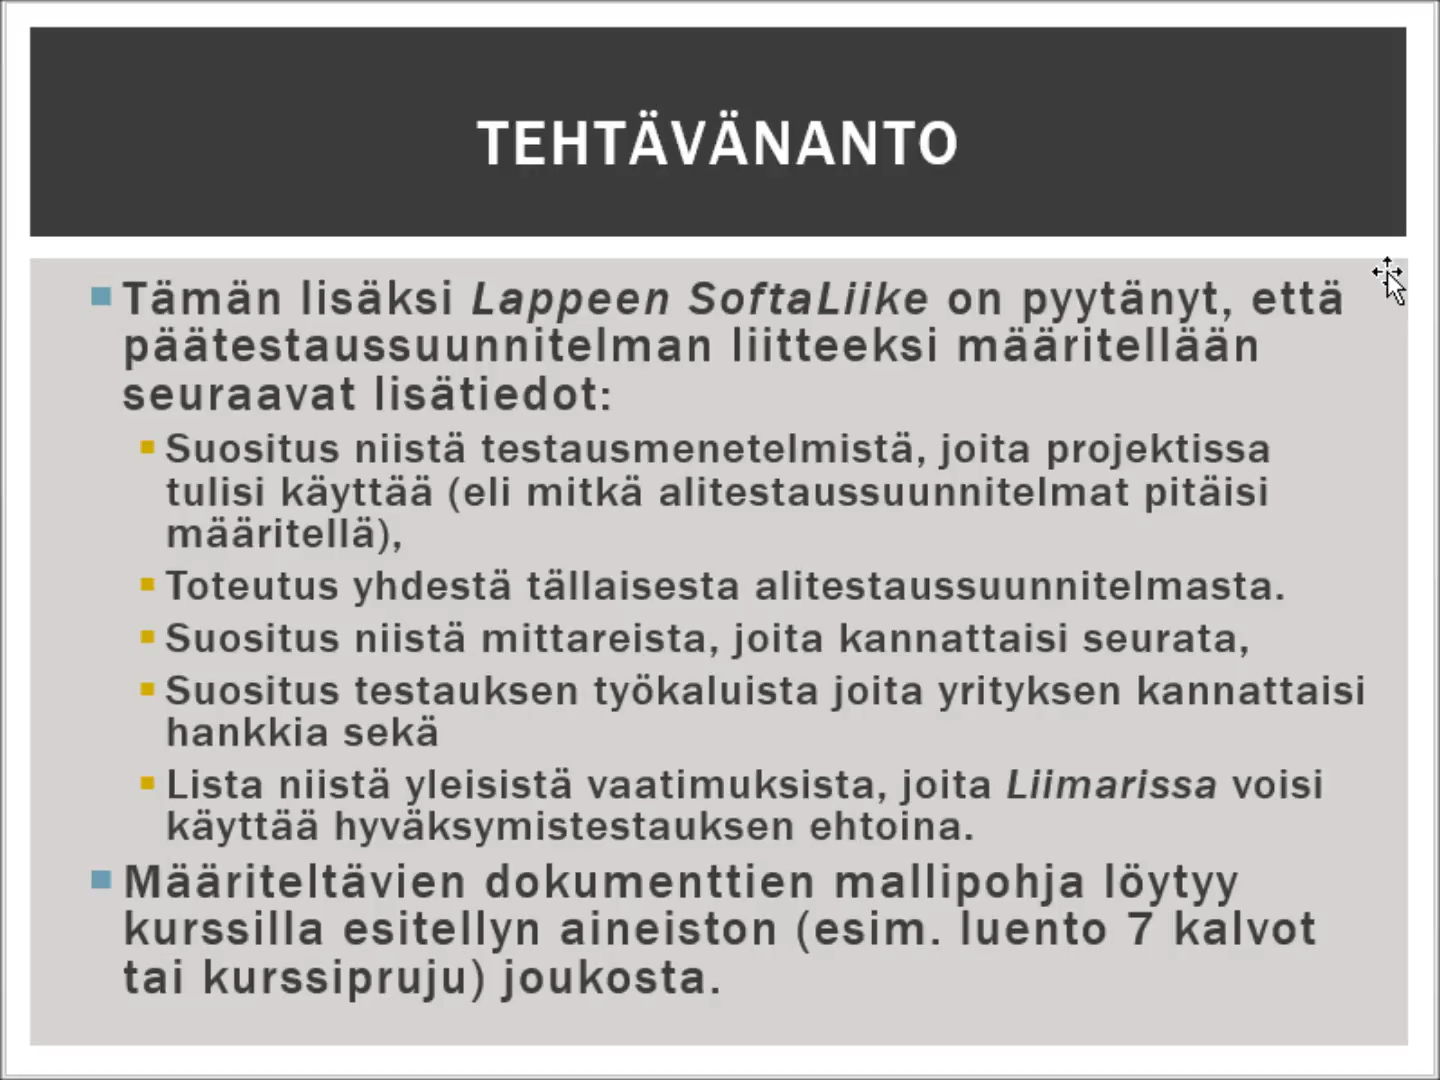 TEHTÄVÄNANTO
Tämän lisäksi Lappeen SoftaLiike on pyytänyt, että
päätestaussuunnitelman liitteeksi määritellään
seuraavat lisätiedot:
Suositus niistä testausmenetelmistä, joita projektissa
tulisi käyttää (eli mitkä alitestaussuunnitelmat pitäisi
määritellä),
Toteutus yhdestä tällaisesta alitestaussuunnitelmasta.
Suositus niistä mittareista, joita kannattaisi seurata,
Suositus testauksen työkaluista joita yrityksen kannattaisi
hankkia sekä
Lista niistä yleisistä vaatimuksista, joita Liimarissa voisi
käyttää hyväksymistestauksen ehtoina.
Määriteltävien dokumenttien mallipohja löytyy
kurssilla esitellyn aineiston (esim. luento 7 kalvot
tai kurssipruju) joukosta.